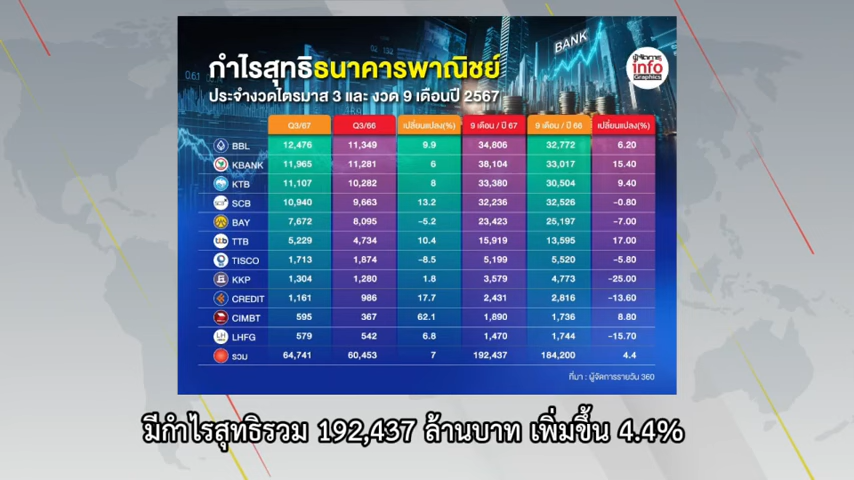 BANK
ผู้จัดการ
info
Graphics
กำไรสุทธิธนาคารพาณิชย์
ประจำงวดไตรมาส 3 และ งวด 9 เดือนปี 2567
Q3/67 Q3/66 เปลี่ยนแปลง(%) 9 เดือน / ปี 67 9 เดือน / ปี 66 เปลี่ยนแปลง(%)
BBL 12,476 11,349 9.9 34,806 32,772 6.20
KBANK 11,965 11,281 6 38,104 33,017 15.40
KTB 11,107 10,282 8 33,380 30,504 9.40
SCB 10,940 9,663 13.2 32,236 32,526 -0.80
BAY 7,672 8,095 -5.2 23,423 25,197 -7.00
ttb TTB 5,229 4,734 10.4 15,919 13,595 17.00
TISCO 1,713 1,874 -8.5 5,199 5,520 -5.80
KKP 1,304 1,280 1.8 3,579 4,773 -25.00
CREDIT 1,161 986 17.7 2,431 2,816 -13.60
CIMBT 595 367 62.1 1,890 1,736 8.80
LH LHFG 579 542 6.8 1,470 1,744 -15.70
รวม 64,741 60,453 7 192,437 184,200 4.4
ที่มา : ผู้จัดการรายวัน 360
มีกำไรสุทธิรวม 192,437 ล้านบาท เพิ่มขึ้น 4.4%